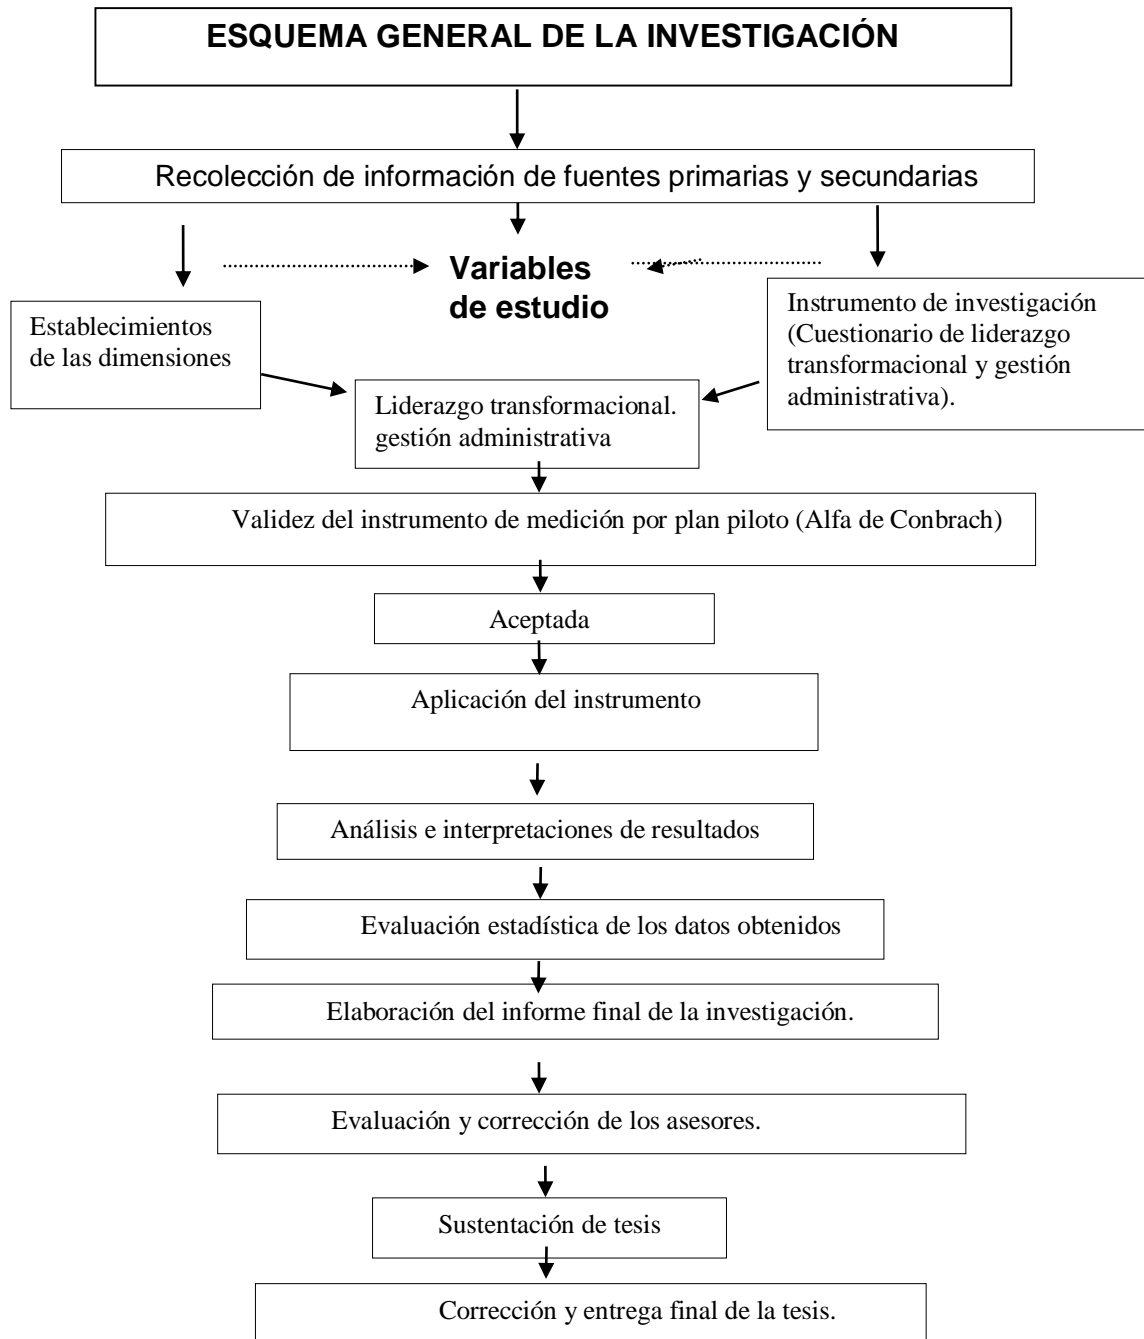 ESQUEMA GENERAL DE LA INVESTIGACIÓN
Recolección de información de fuentes primarias y secundarias
Variables
de estudio
Establecimientos
de las dimensiones
Instrumento de investigación
(Cuestionario de liderazgo
transformacional y gestión
administrativa).
Liderazgo transformacional.
gestión administrativa
Validez del instrumento de medición por plan piloto (Alfa de Conbrach)
Aceptada
Aplicación del instrumento
Análisis e interpretaciones de resultados
Evaluación estadística de los datos obtenidos
Elaboración del informe final de la investigación.
Evaluación y corrección de los asesores.
Sustentación de tesis
Corrección y entrega final de la tesis.